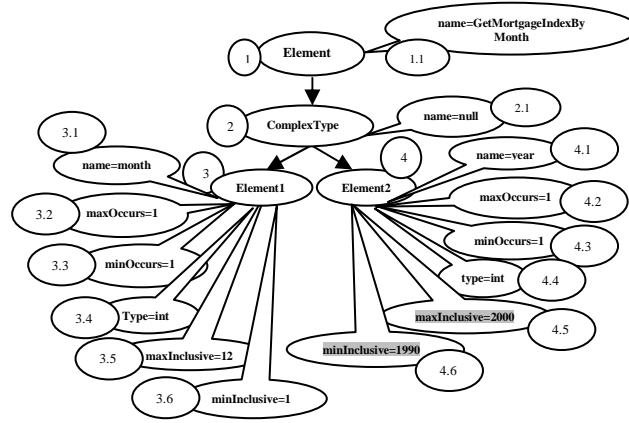 name=GetMortgageIndexBy
Month
1
Element
1.1
2
ComplexType
name=null
2.1
3.1
name=month
3
Element1
4
Element2
name=year
4.1
3.2
maxOccurs=1
maxOccurs=1
4.2
3.3
minOccurs=1
minOccurs=1
4.3
type=int
4.4
3.4
Type=int
maxInclusive=2000
4.5
3.5
maxInclusive=12
minInclusive=1990
4.6
3.6
minInclusive=1